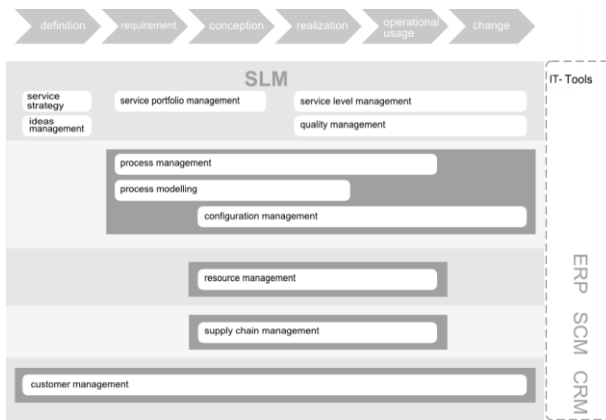 definition
requirement
conception
realization
operational
usage
change
SLM
IT- Tools
service
strategy
service portfolio management
service level management
ideas
management
quality management
process management
process modelling
configuration management
resource management
ERP
supply chain management
SCM
customer management
CRM